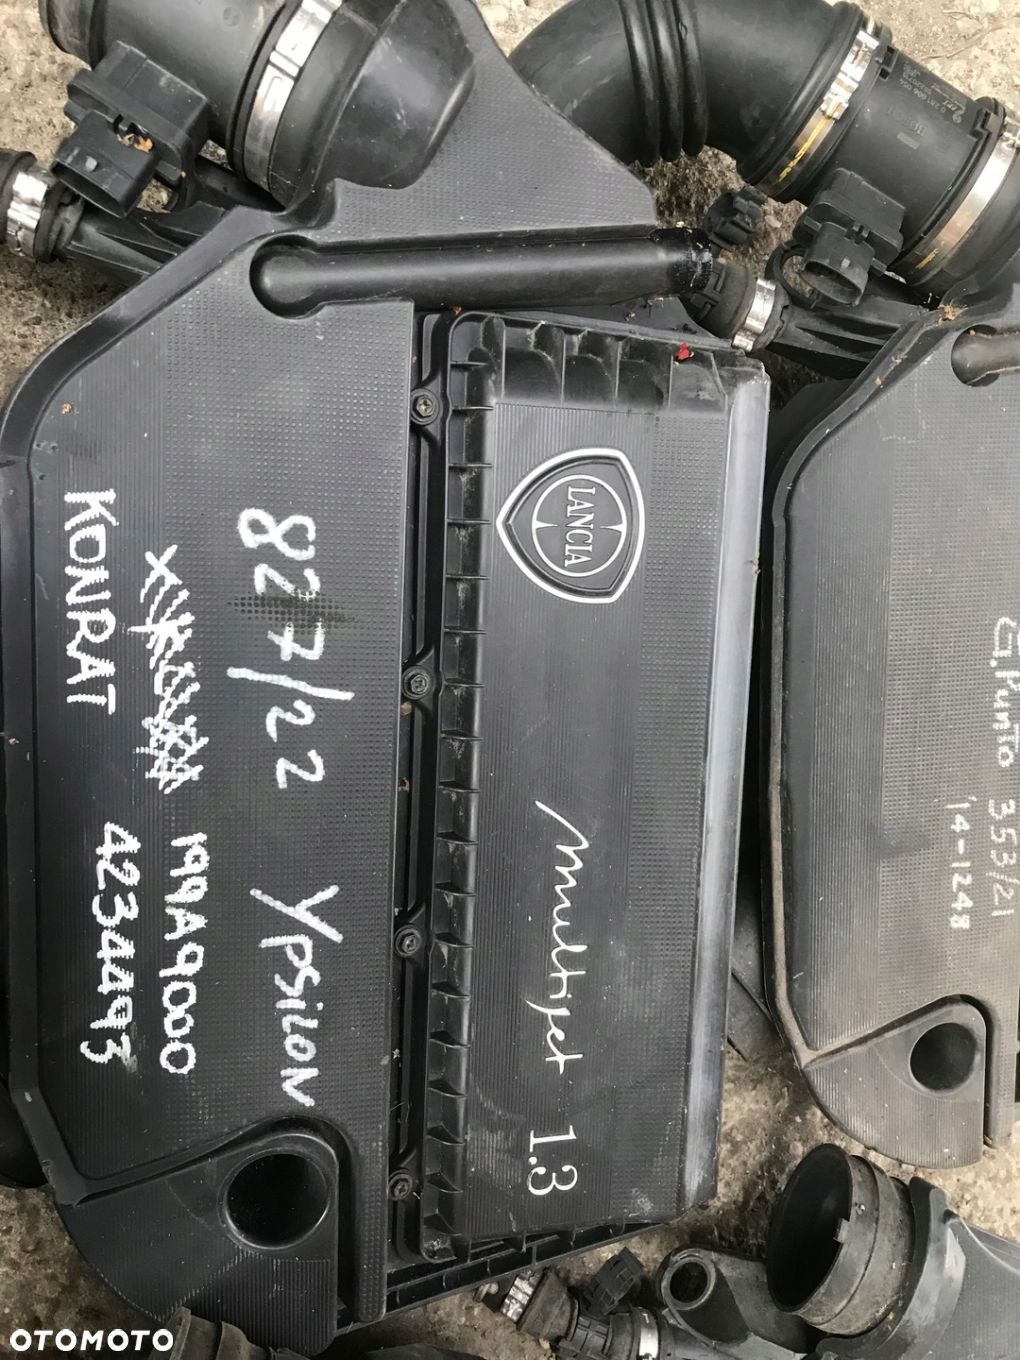 LANCIA
Multijet 1.3
827/22 YPSILON
199A9000
KONRAT 4234493
G.PUNTO 353/21
'14-1248
OTOMOTO